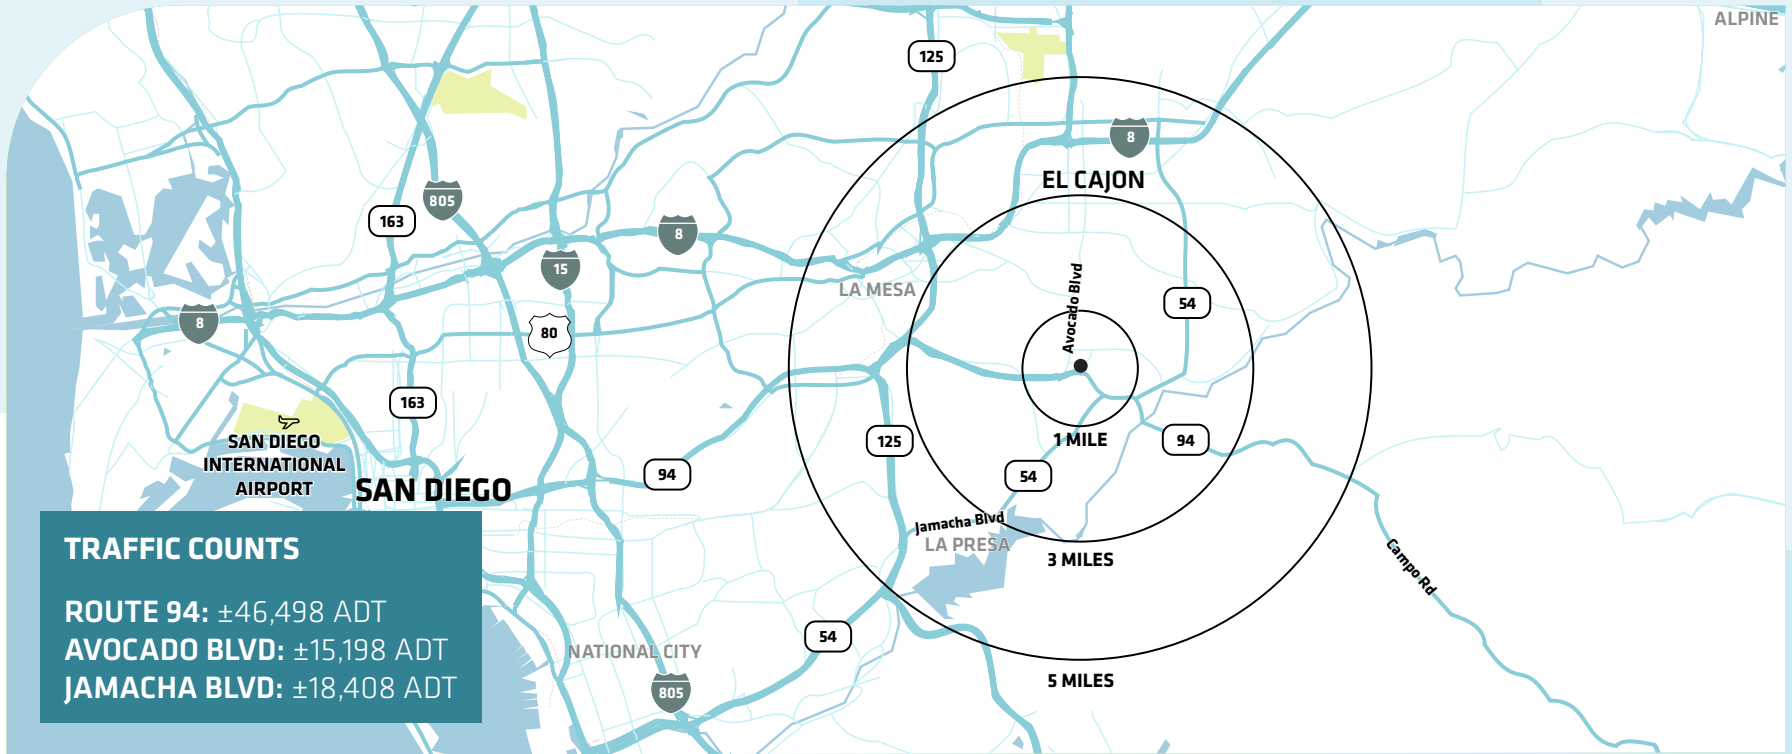 ALPINE
125
8
EL CAJON
805
163
8
15
Avocado Blvd
LA MESA
54
8
80
163
SAN DIEGO
INTERNATIONAL
AIRPORT
125
1 MILE
94
94
54
SAN DIEGO
Jamacha Blvd
LA PRESA
3 MILES
Campo Rd
TRAFFIC COUNTS
ROUTE 94: ±46,498 ADT
AVOCADO BLVD: ±15,198 ADT
JAMACHA BLVD: ±18,408 ADT
54
NATIONAL CITY
805
5 MILES